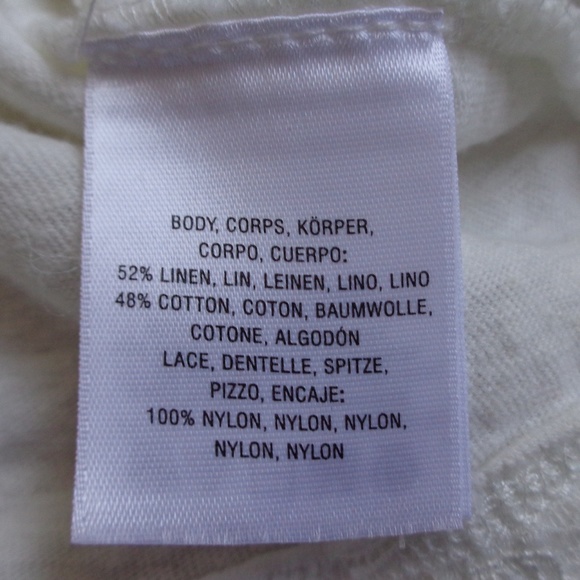 BODY, CORPS, KÖRPER,
CORPO, CUERPO:
52% LINEN, LIN, LEINEN, LINO, LINO
48% COTTON, COTON, BAUMWOLLE,
COTONE, ALGODÓN
LACE, DENTELLE, SPITZE,
PIZZO, ENCAJE:
100% NYLON, NYLON, NYLON,
NYLON, NYLON